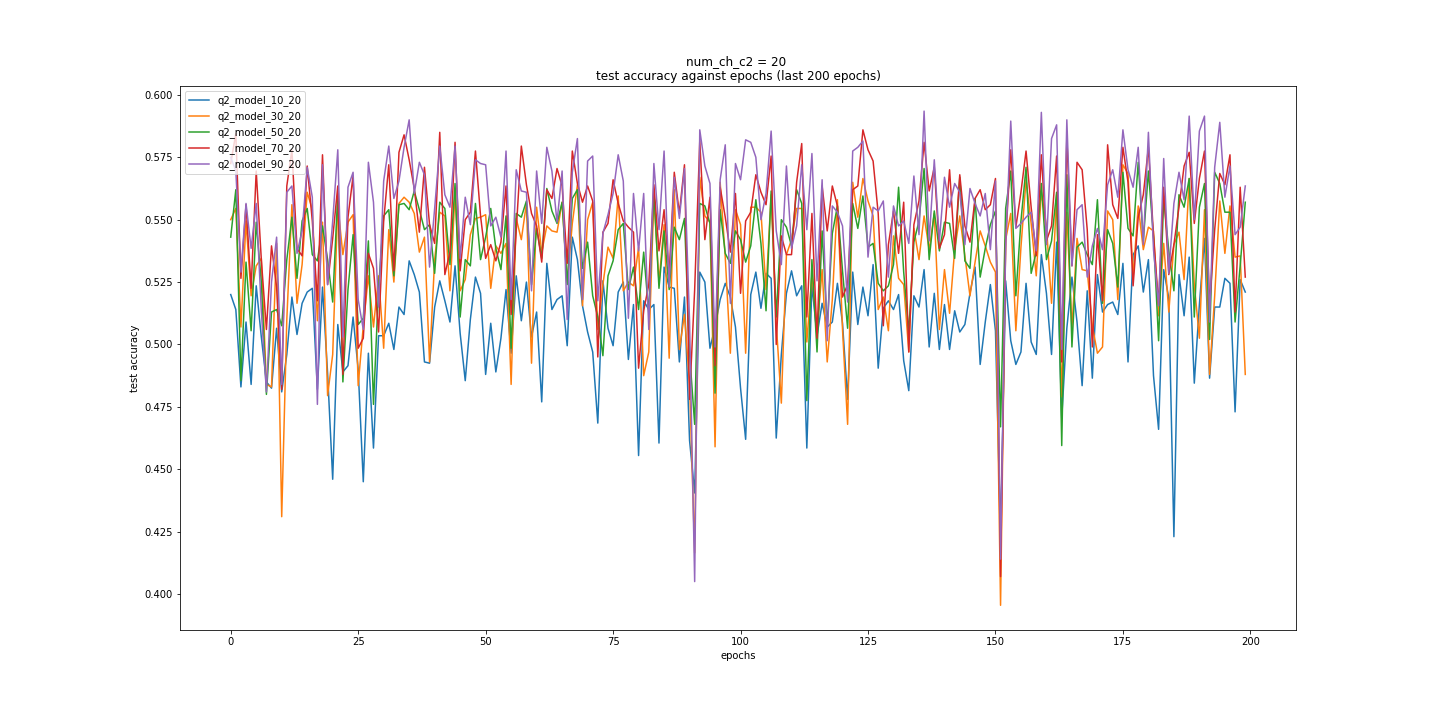 num_ch_c2 = 20
test accuracy against epochs (last 200 epochs)
q2_model_10_20
q2_model_30_20
q2_model_50_20
q2_model_70_20
q2_model_90_20
0.600
0.575
0.550
0.525
0.500
0.475
0.450
0.425
0.400
test accuracy
0 25 50 75 100 125 150 175 200
epochs